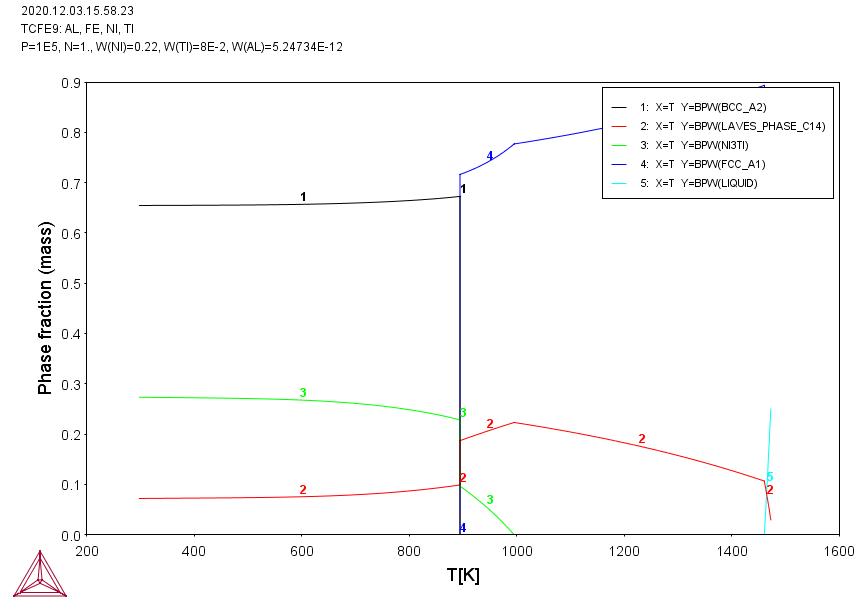 2020.12.03.15.58.23
TCFE9: AL, FE, NI, TI
P=1E5, N=1., W(NI)=0.22, W(TI)=8E-2, W(AL)=5.24734E-12
0.9
0.8
0.7
0.6
0.5
0.4
0.3
0.2
0.1
0.0
Phase fraction (mass)
1: X=T Y=BPW(BCC_A2)
2: X=T Y=BPW(LAVES_PHASE_C14)
3: X=T Y=BPW(NI3TI)
4: X=T Y=BPW(FCC_A1)
5: X=T Y=BPW(LIQUID)
4
1
1
3
3
2
2
2
5
2
2
3
4
200 400 600 800 1000 1200 1400 1600
T[K]